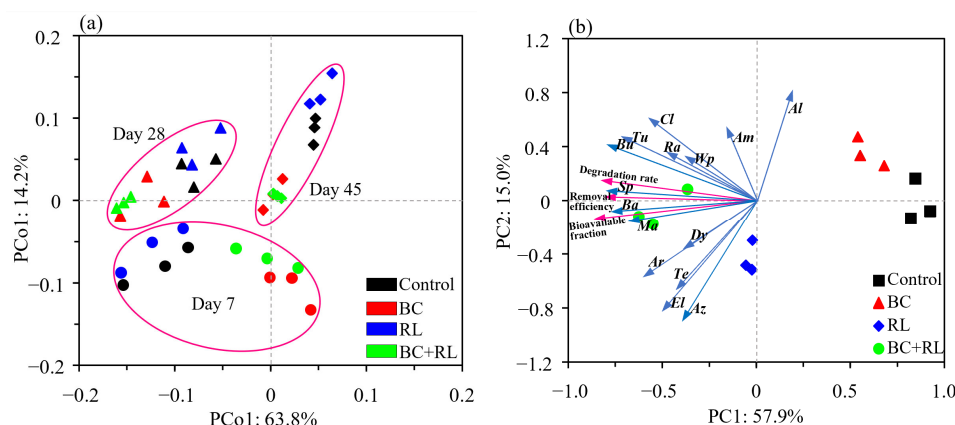 (a)
0.2
0.1
0
−0.1
−0.2
PCo1: 14.2%
Day 28
Day 45
Day 7
Control
BC
RL
BC+RL
−0.2
−0.1
0
0.1
0.2
PCo1: 63.8%
(b)
1.2
0.8
0.4
0
-0.4
-0.8
-1.2
PC2: 15.0%
Al
Cl
Am
Tu
Bu
Ra
Wp
Degradation rate
Sp
Removal
efficiency
Ba
Bioavailable
fraction
Ma
Dy
Ar
Te
El
Az
Control
BC
RL
BC+RL
−1.0
−0.5
0
0.5
1.0
PC1: 57.9%